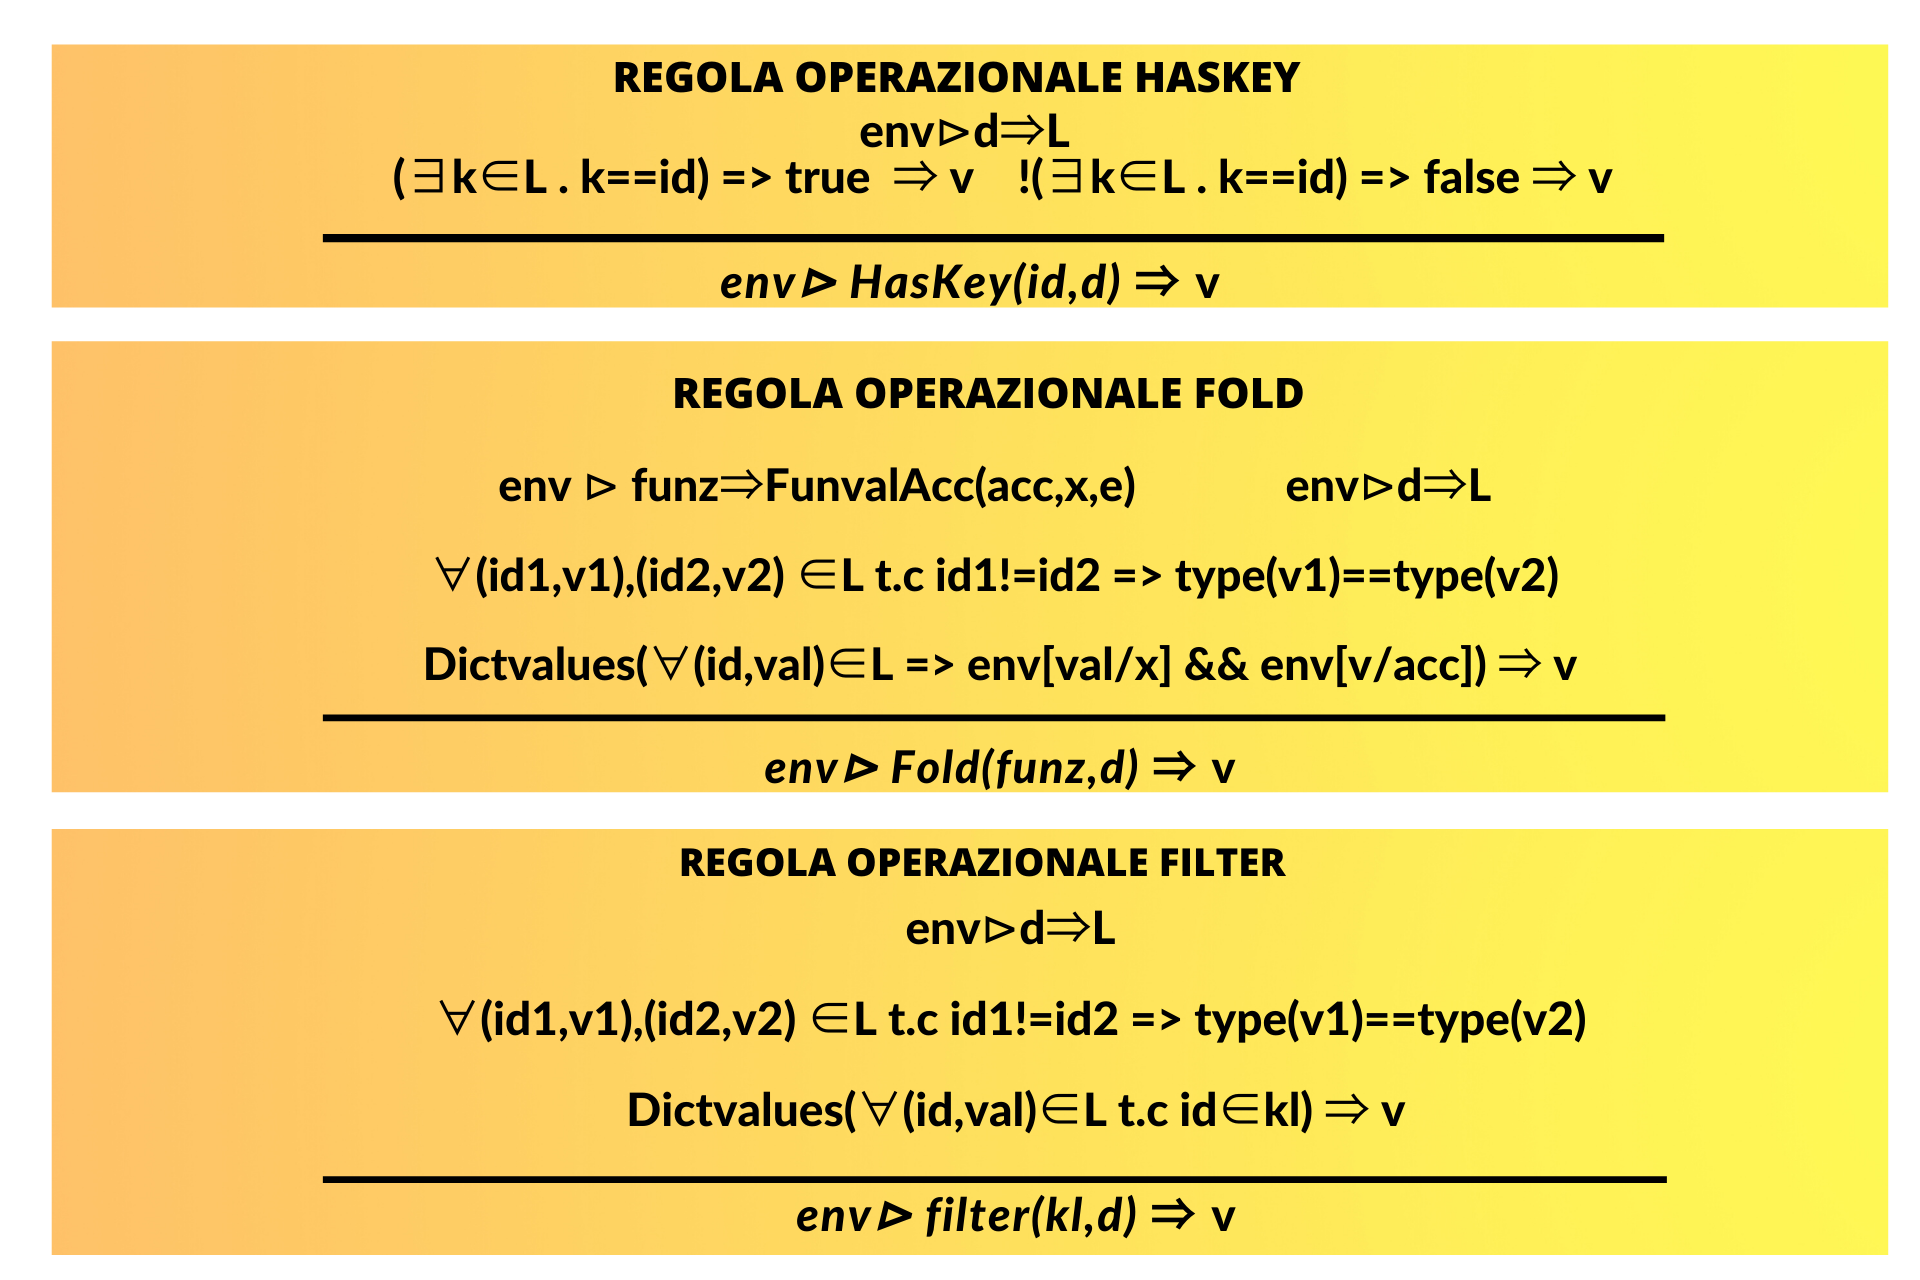 REGOLA OPERAZIONALE HASKEY
env⊳d⇒L
(∃k∈L . k==id) => true ⇒ v !(∃k∈L . k==id) => false ⇒ v
env⊳ HasKey(id,d) ⇒ v
REGOLA OPERAZIONALE FOLD
env ⊳ funz⇒FunvalAcc(acc,x,e) env⊳d⇒L
∀(id1,v1),(id2,v2) ∈L t.c id1!=id2 => type(v1)==type(v2)
Dictvalues(∀(id,val)∈L => env[val/x] && env[v/acc]) ⇒ v
env⊳ Fold(funz,d) ⇒ v
REGOLA OPERAZIONALE FILTER
env⊳d⇒L
∀(id1,v1),(id2,v2) ∈L t.c id1!=id2 => type(v1)==type(v2)
Dictvalues(∀(id,val)∈L t.c id∈kl) ⇒ v
env⊳ filter(kl,d) ⇒ v